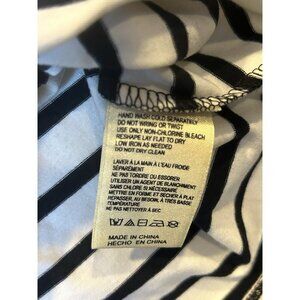 HAND WASH COLD SEPARATELY
DO NOT WRING OR TWIST
USE ONLY NON-CHLORINE BLEACH
RESHAPE LAY FLAT TO DRY
LOW IRON AS NEEDED
DO NOT DRY CLEAN
LAVER À LA MAIN À L'EAU FROIDE
SÉPARÉMENT
NE PAS TORDRE OU ESSORER
UTILISER UN AGENT DE BLANCHIMENT
SANS CHLORE SI NÉCESSAIRE
METTRE EN FORME ET SÉCHER À PLAT
REPASSER, AU BESOIN, À TRÈS BASSE
TEMPÉRATURE
NE PAS NETTOYER À SEC
MADE IN CHINA
HECHO EN CHINA